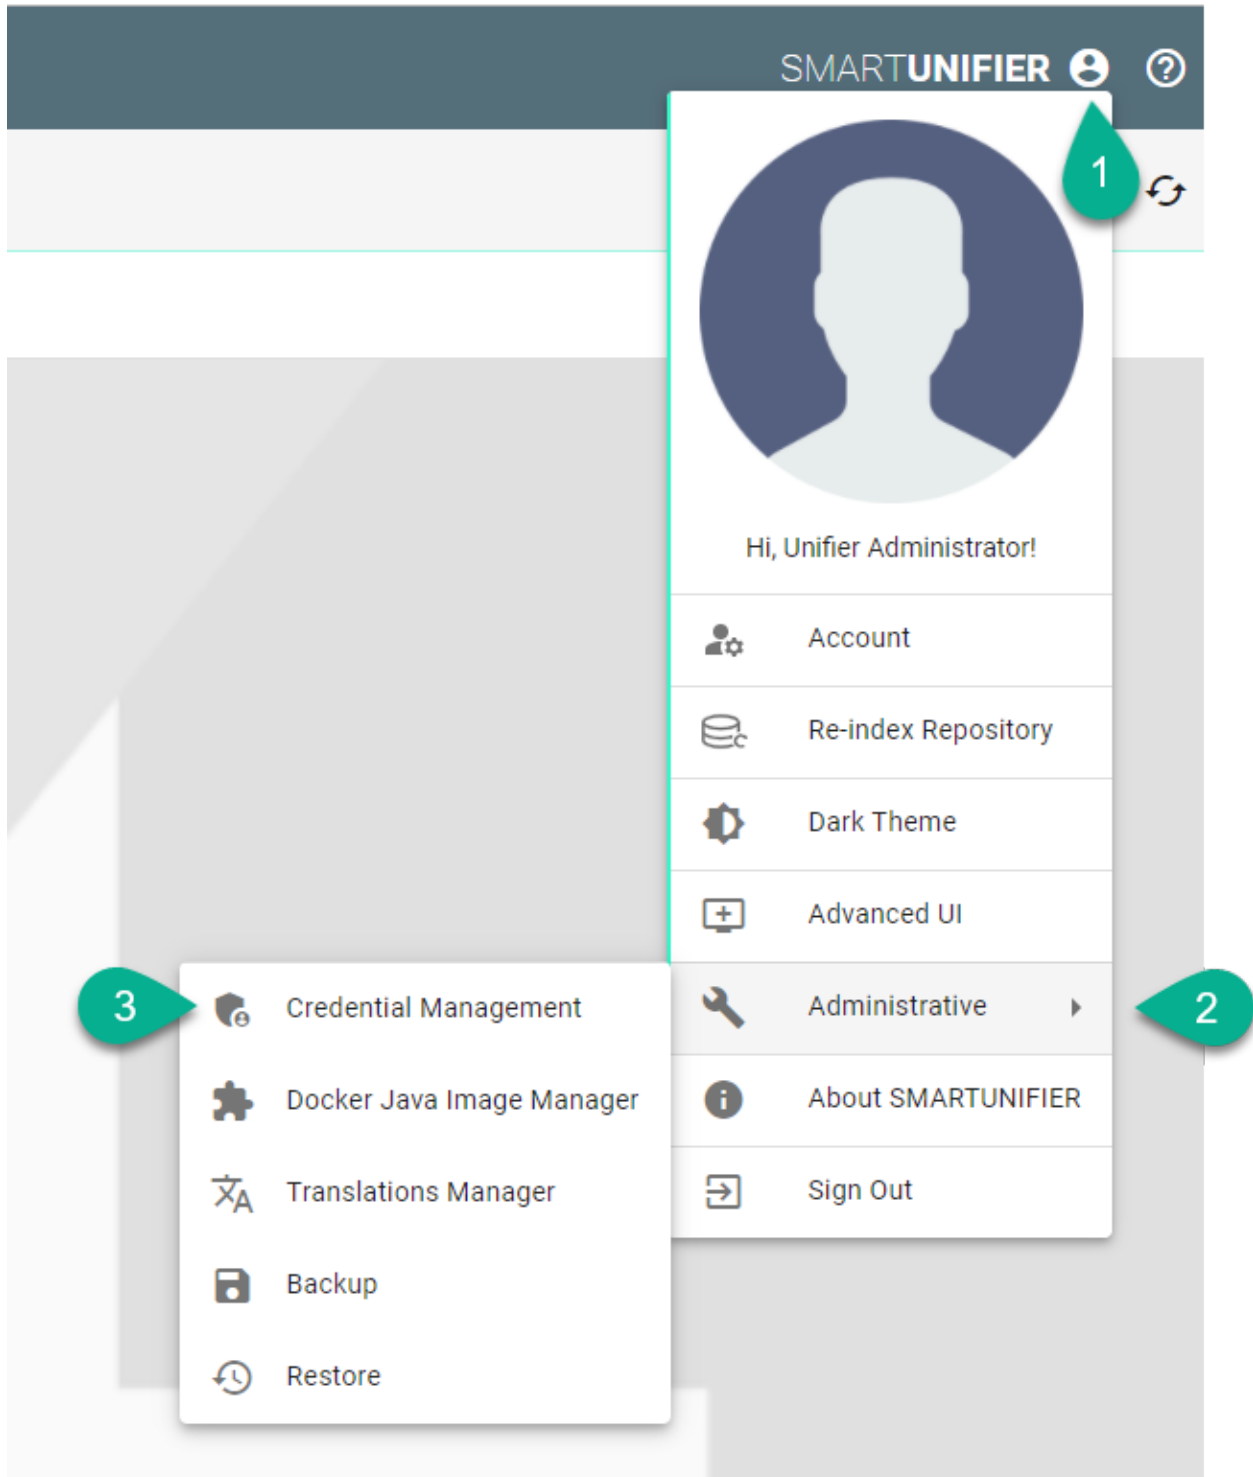 SMARTUNIFIER
1
Hi, Unifier Administrator!
Account
Re-index Repository
Dark Theme
Advanced UI
Administrative
2
3
Credential Management
Docker Java Image Manager
Translations Manager
Backup
Restore
About SMARTUNIFIER
Sign Out